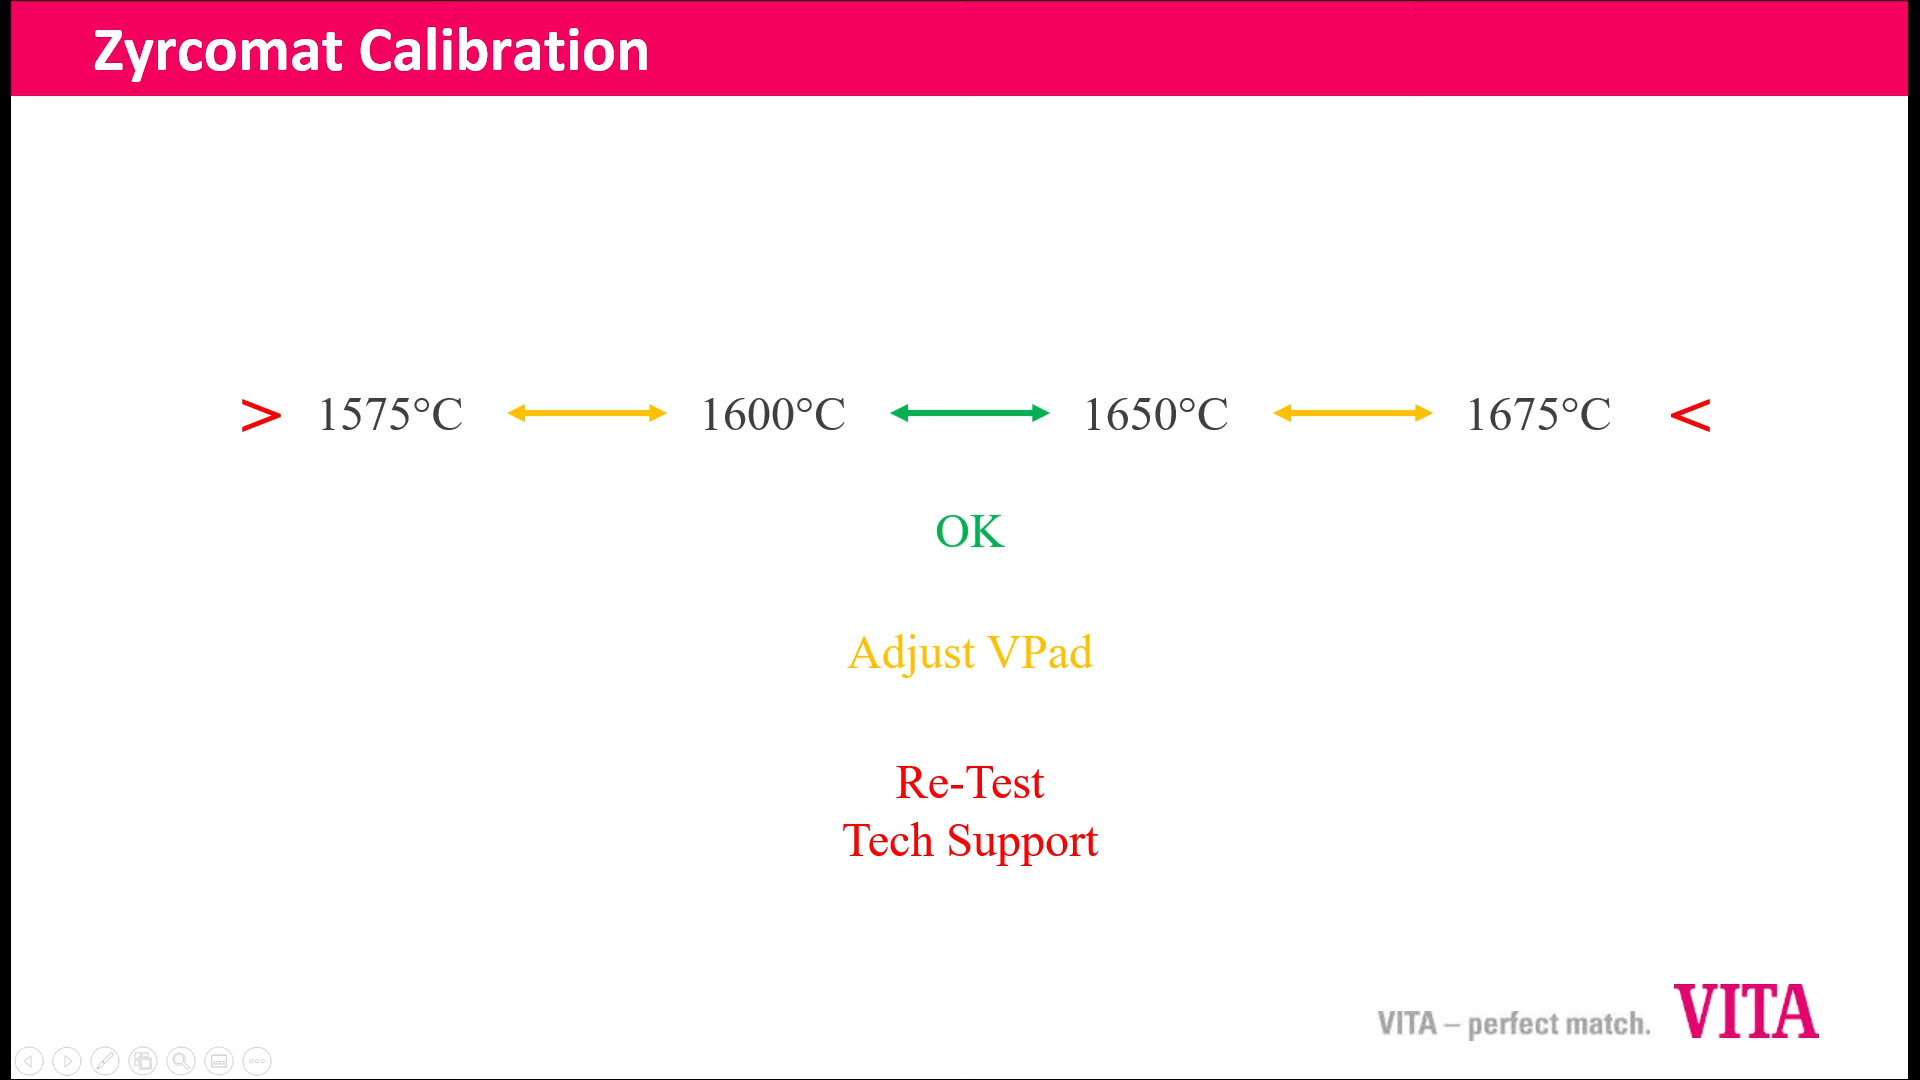 Zyrcomat Calibration
> 1575°C 1600°C 1650°C 1675°C <
OK
Adjust VPad
Re-Test
Tech Support
VITA – perfect match. VITA